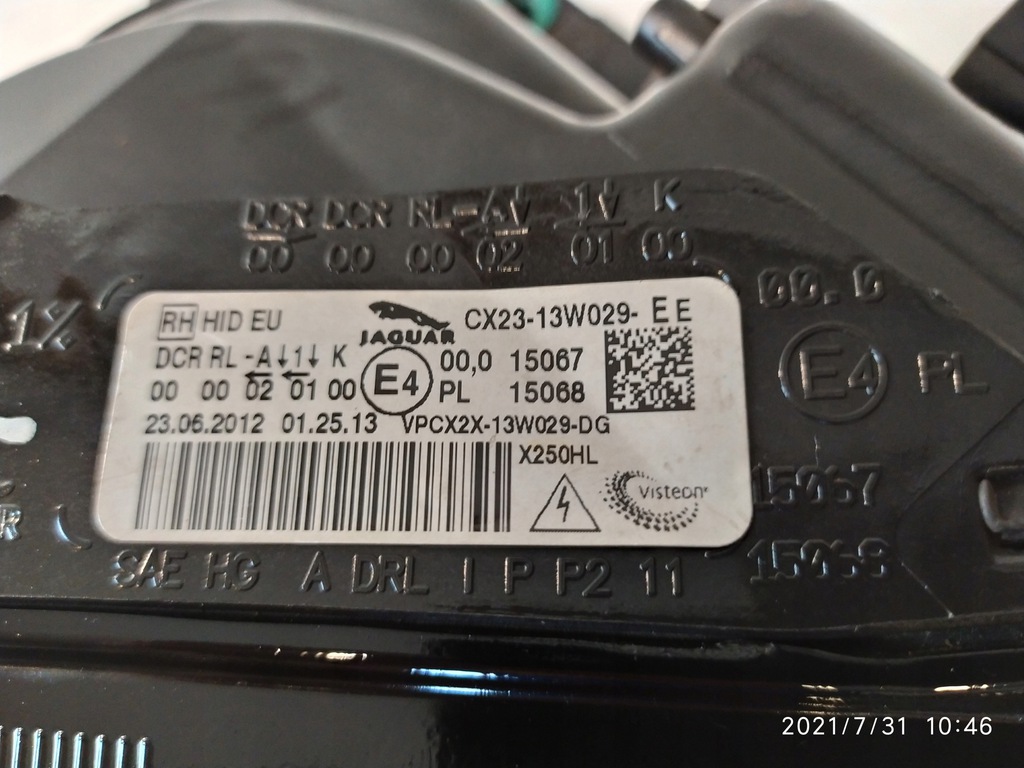 DCR DCR RL-A↓ 1↓ K
00 00 00 02 01 00
1%
RH HID EU
JAGUAR
CX23-13W029- E E
DCR RL -A↓1↓ K
00 00 02 01 00
E4
00,0 15067
PL 15068
23.06.2012 01.25.13 VPCX2X-13W029-DG
X250HL
Visteon
00.0
E4 PL
15067
15068
R
SAE HG A DRL I P P2 11
2021/7/31 10:46